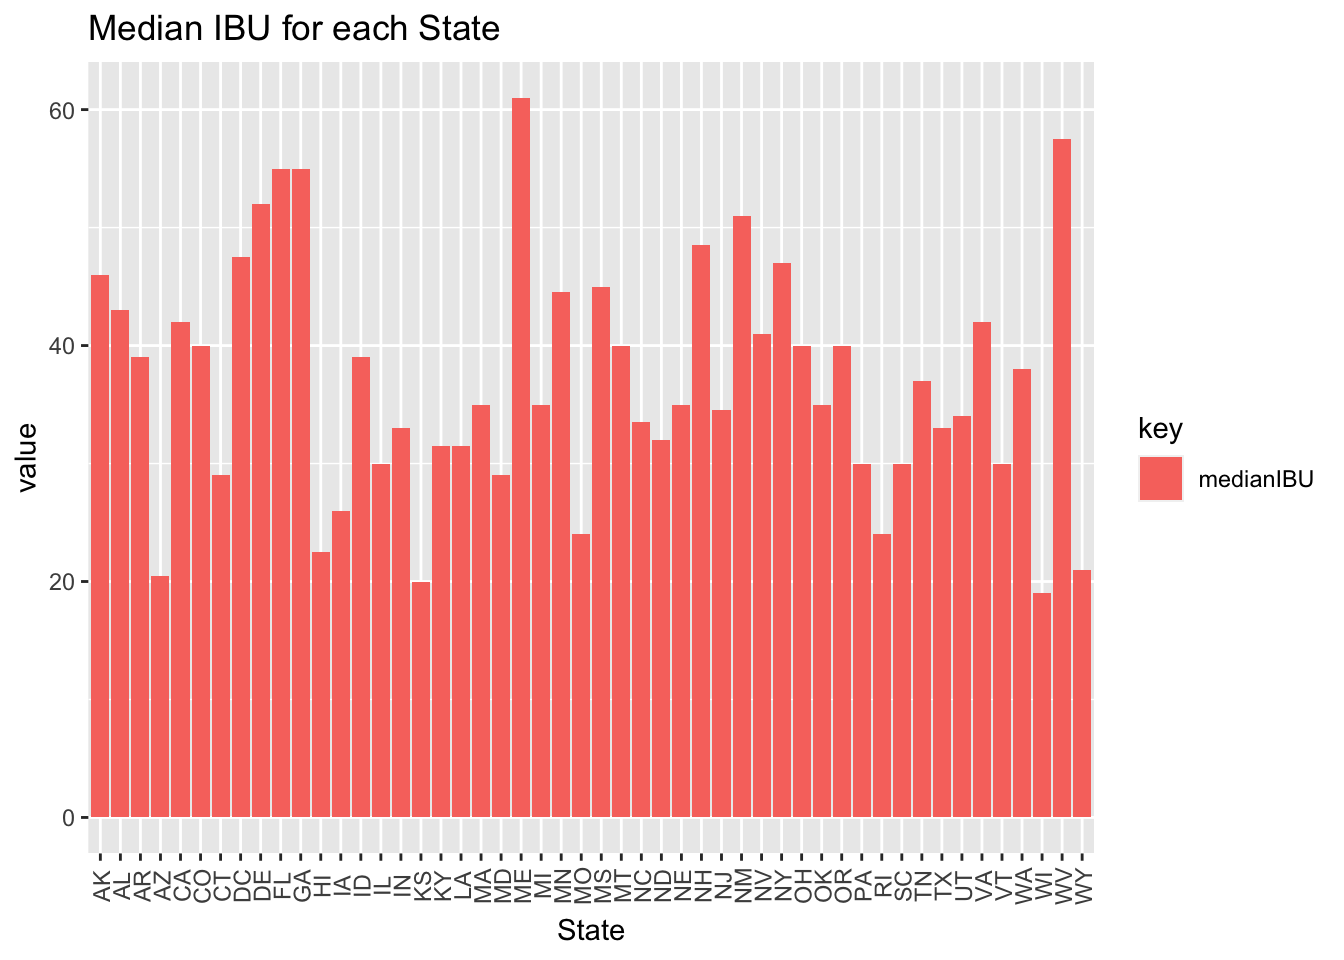 Median IBU for each State
60
40
20
0
value
AK AL AR AZ CA CO CT DC DE FL GA HI IA ID IL IN KS KY LA MA MD ME MI MN MO MS MT NC ND NE NH NJ NM NV NY OH OK OR PA RI SC TN TX UT VA VT WA WI WV WY
State
key
medianIBU